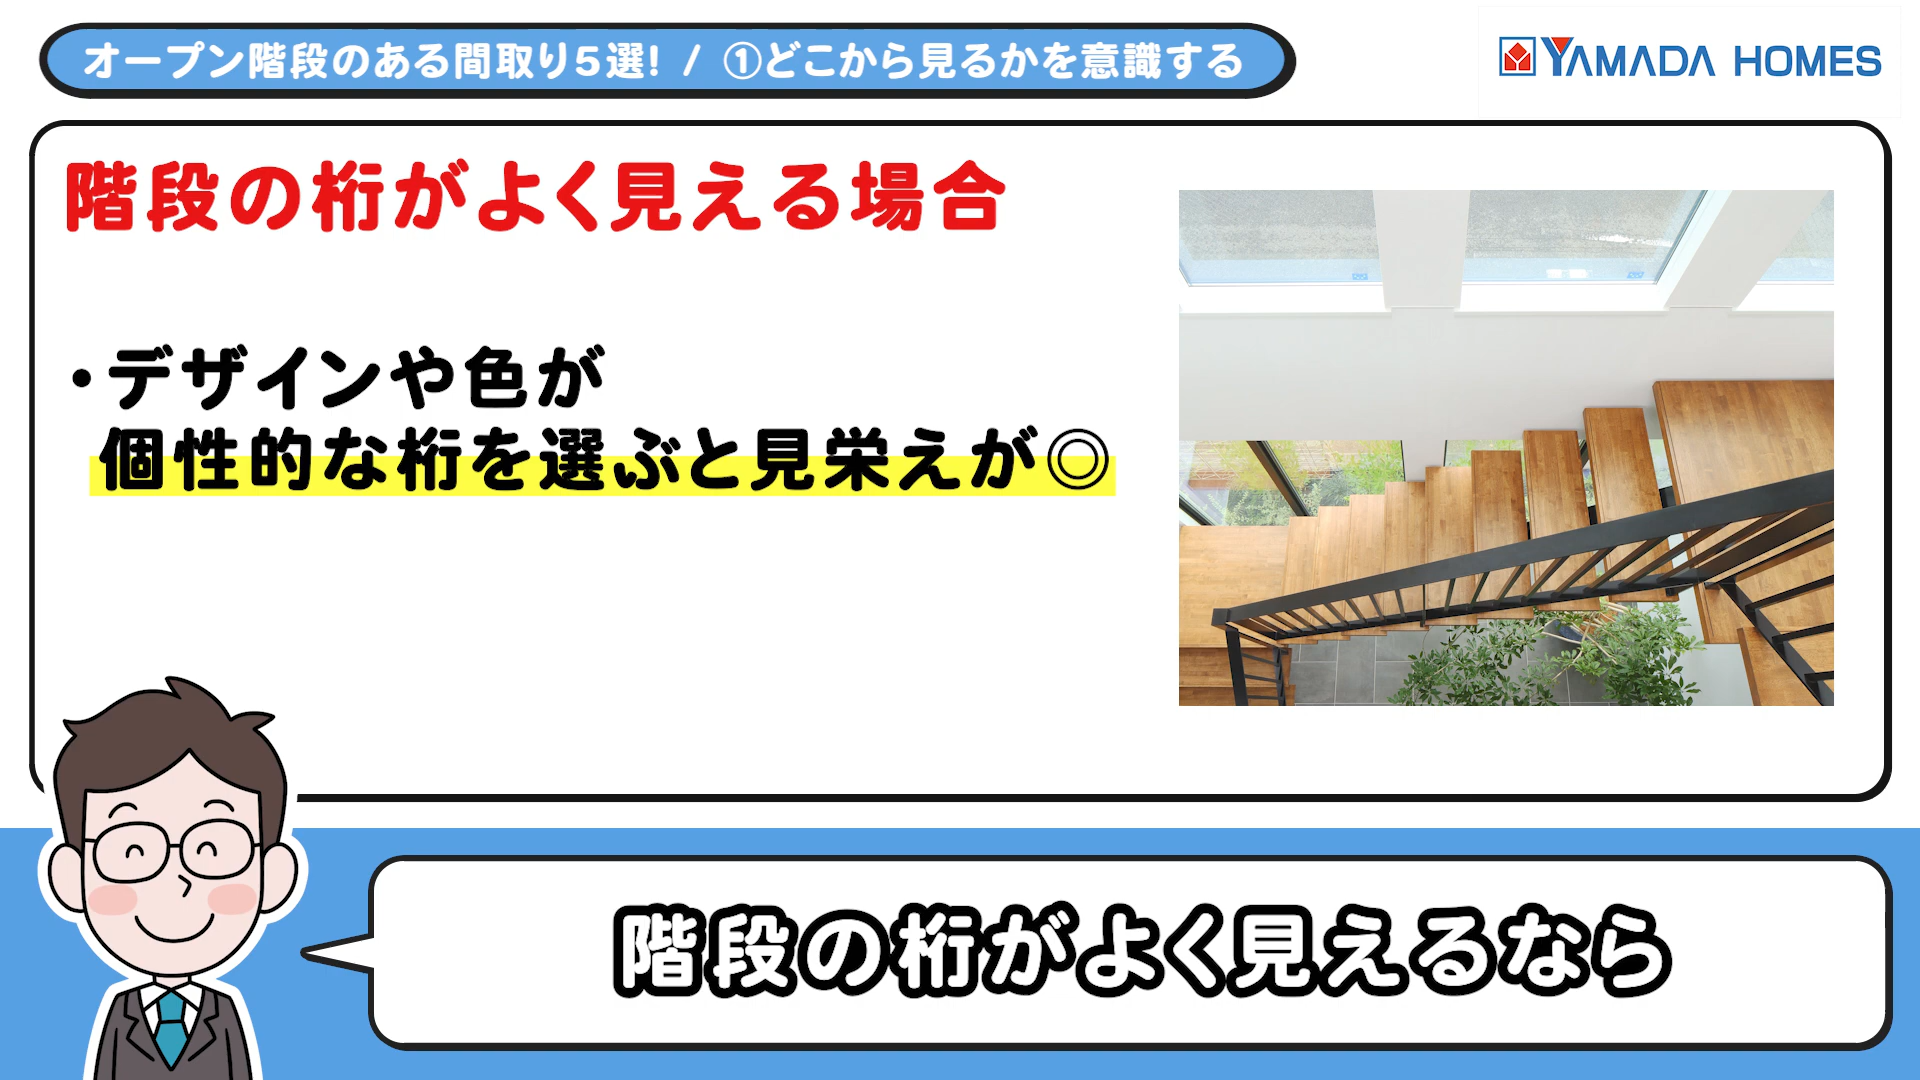 オープン階段のある間取り5選! / ①どこから見るかを意識する
YAMADA HOMES
階段の桁がよく見える場合
・デザインや色が
個性的な桁を選ぶと見栄えが◎
階段の桁がよく見えるなら